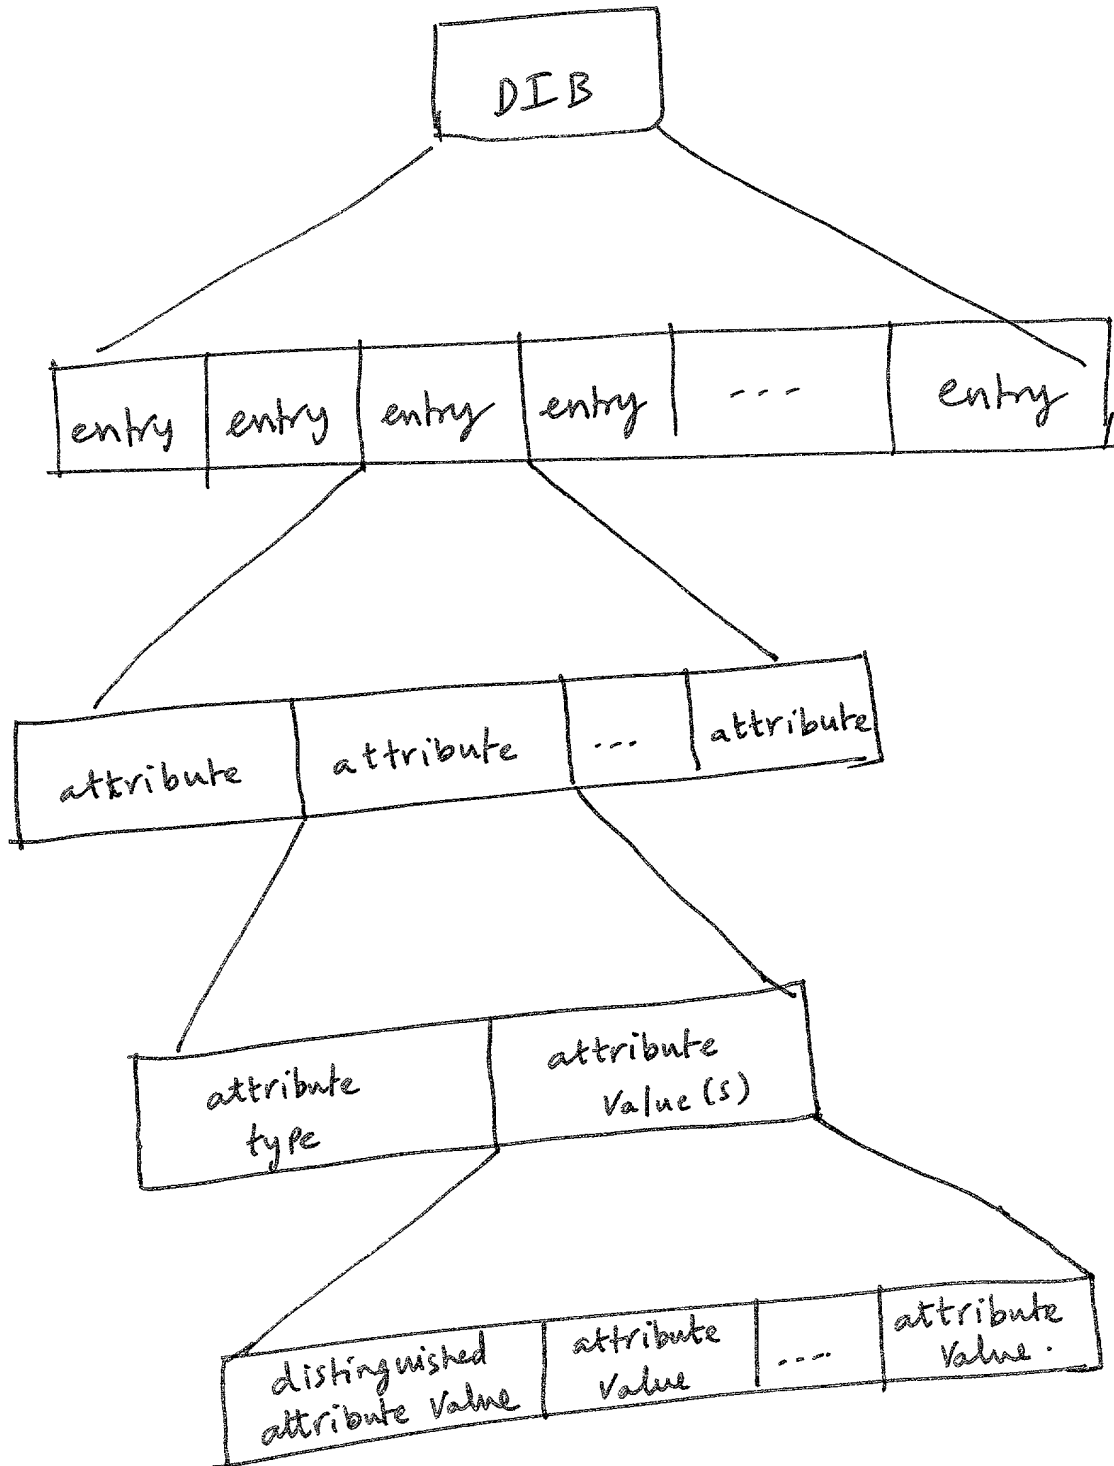 DIB
entry entry entry entry --- entry
attribute attribute ... attribute
attribute attribute
type value(s)
distinguished attribute .... attribute
attribute value value value.